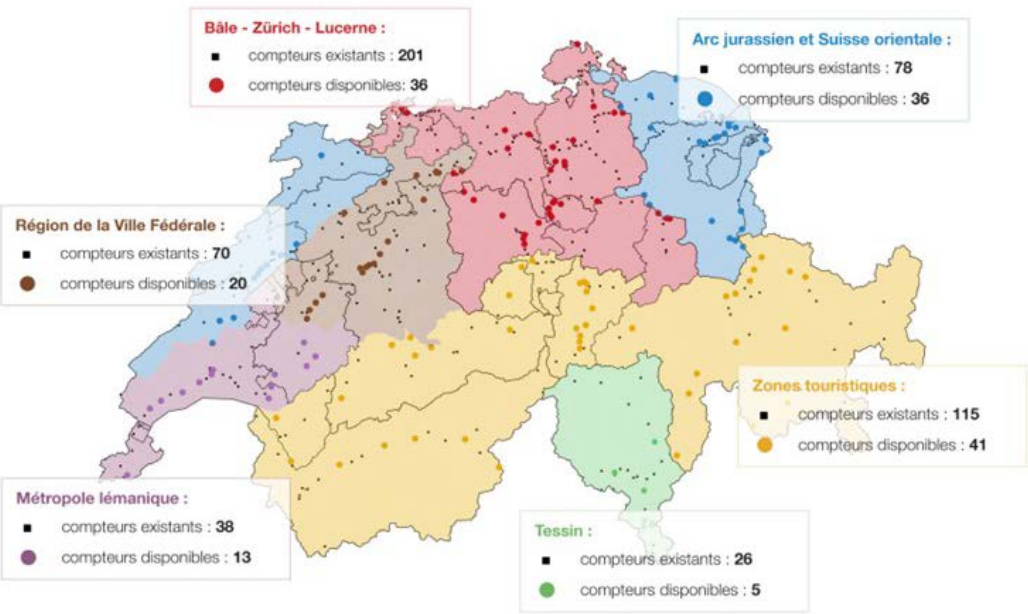 Bâle - Zürich - Lucerne :
compteurs existants : 201
compteurs disponibles: 36
Arc jurassien et Suisse orientale :
compteurs existants : 78
compteurs disponibles : 36
Région de la Ville Fédérale :
compteurs existants : 70
compteurs disponibles : 20
Zones touristiques :
compteurs existants : 115
compteurs disponibles : 41
Métropole lémanique :
compteurs existants : 38
compteurs disponibles : 13
Tessin :
compteurs existants : 26
compteurs disponibles : 5